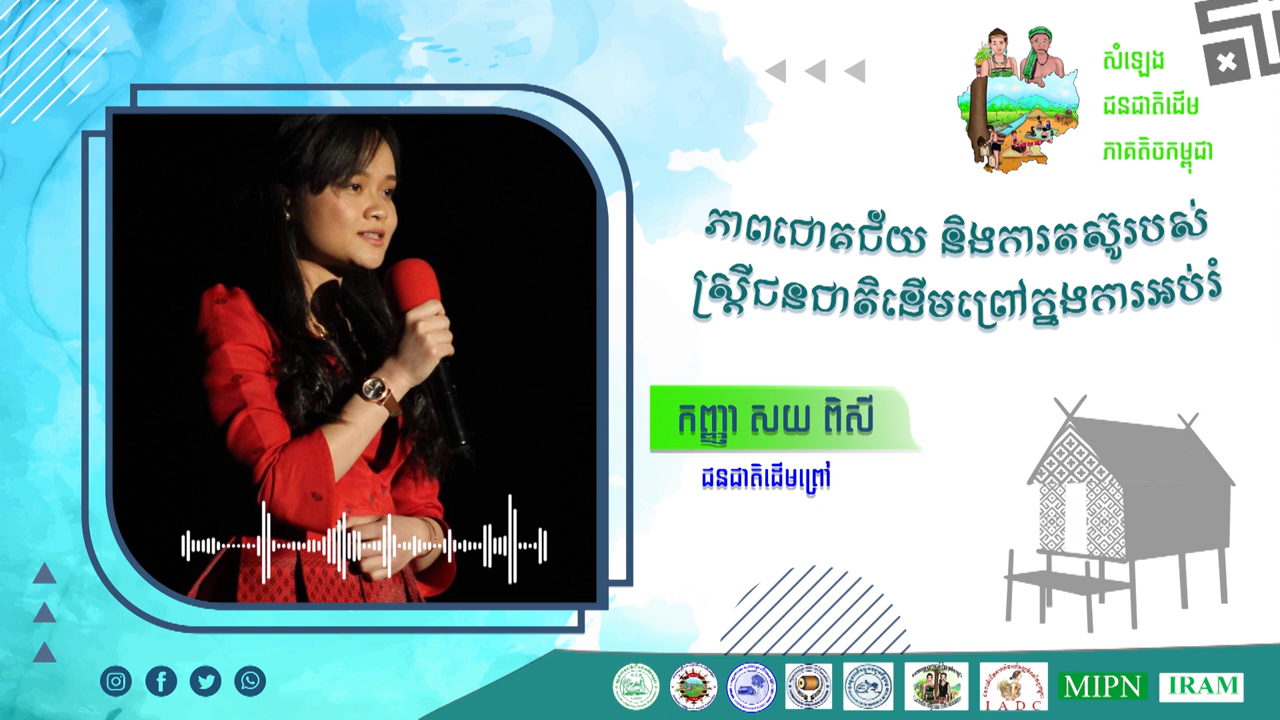 សំឡេង
ជនជាតិដើម
ភាគតិចកម្ពុជា
ភាពជោគជ័យ និងការតស៊ូរបស់
ស្ត្រីជនជាតិដើមព្រៅក្នុងការអប់រំ
កញ្ញា សយ ពិសី
ជនជាតិដើមព្រៅ
IADC
MIPN
IRAM